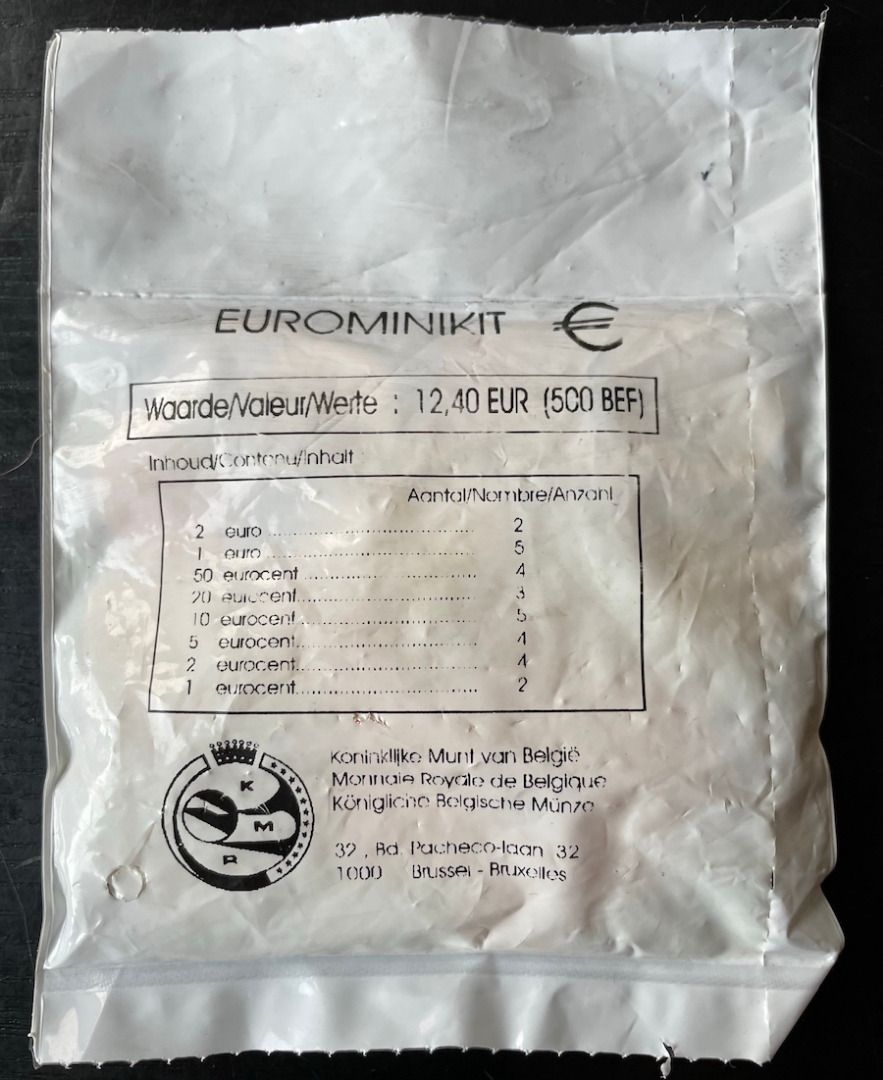 EUROMINIKIT €
Waarde/Valeur/Werte : 12,40 EUR (500 BEF)
Inhoud/Contenu/Inhalt :
Aantal/Nombre/Anzahl
2 euro .......................................... 2
1 euro .......................................... 5
50 eurocent ................................... 4
20 eurocent.................................... 3
10 eurocent.................................... 5
5 eurocent..................................... 4
2 eurocent..................................... 4
1 eurocent..................................... 2
K
M
B
Koninklijke Munt van België
Monnaie Royale de Belgique
Königliche Belgische Münze
32 , Bd. Pacheco-laan 32
1000 Brussel - Bruxelles